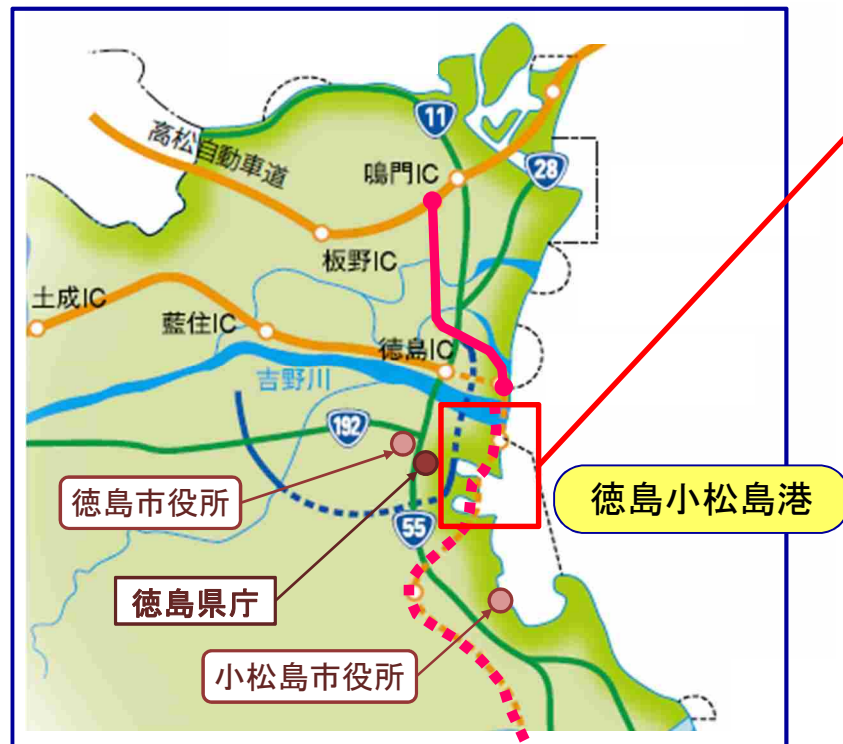 11
高松自動車道
鳴門IC
28
板野IC
土成IC
藍住IC
徳島IC
吉野川
192
徳島市役所
徳島小松島港
55
徳島県庁
小松島市役所